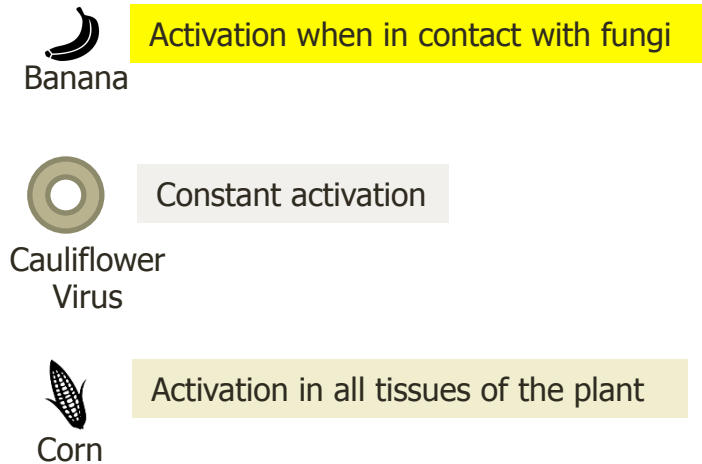 Activation when in contact with fungi
Banana
Constant activation
Cauliflower
Virus
Activation in all tissues of the plant
Corn